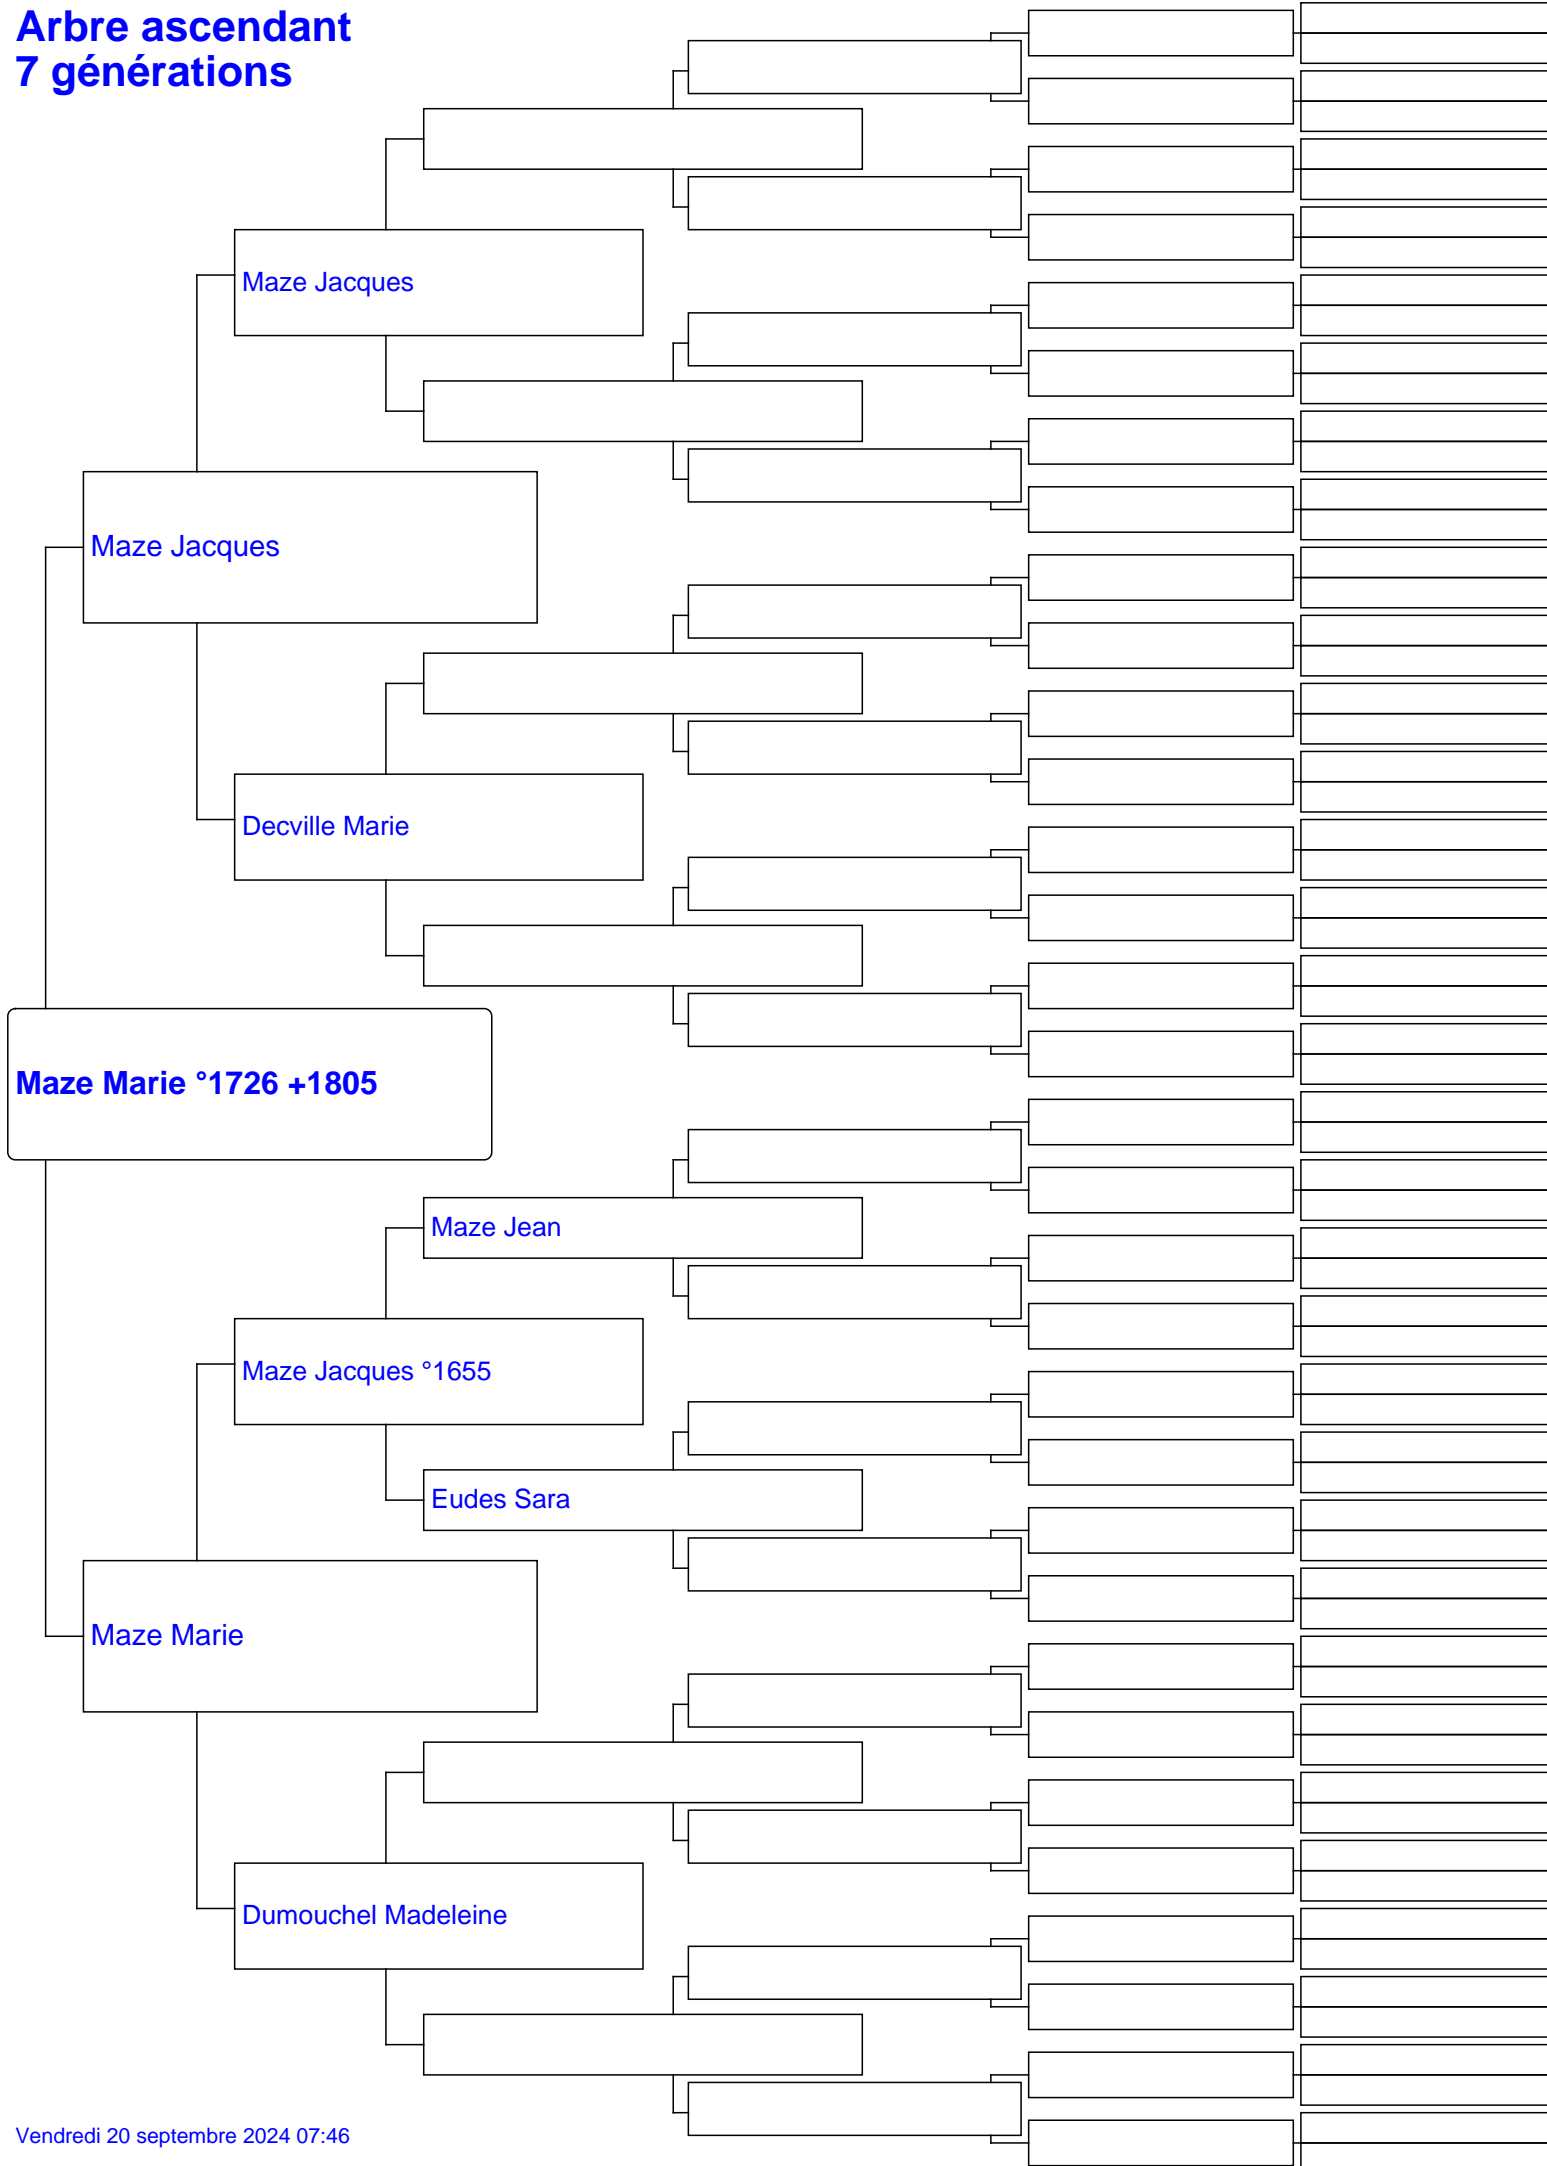 Arbre ascendant
7 générations
Maze Jacques
Maze Jacques
Decville Marie
Maze Marie °1726 +1805
Maze Jean
Maze Jacques °1655
Eudes Sara
Maze Marie
Dumouchel Madeleine
Vendredi 20 septembre 2024 07:46